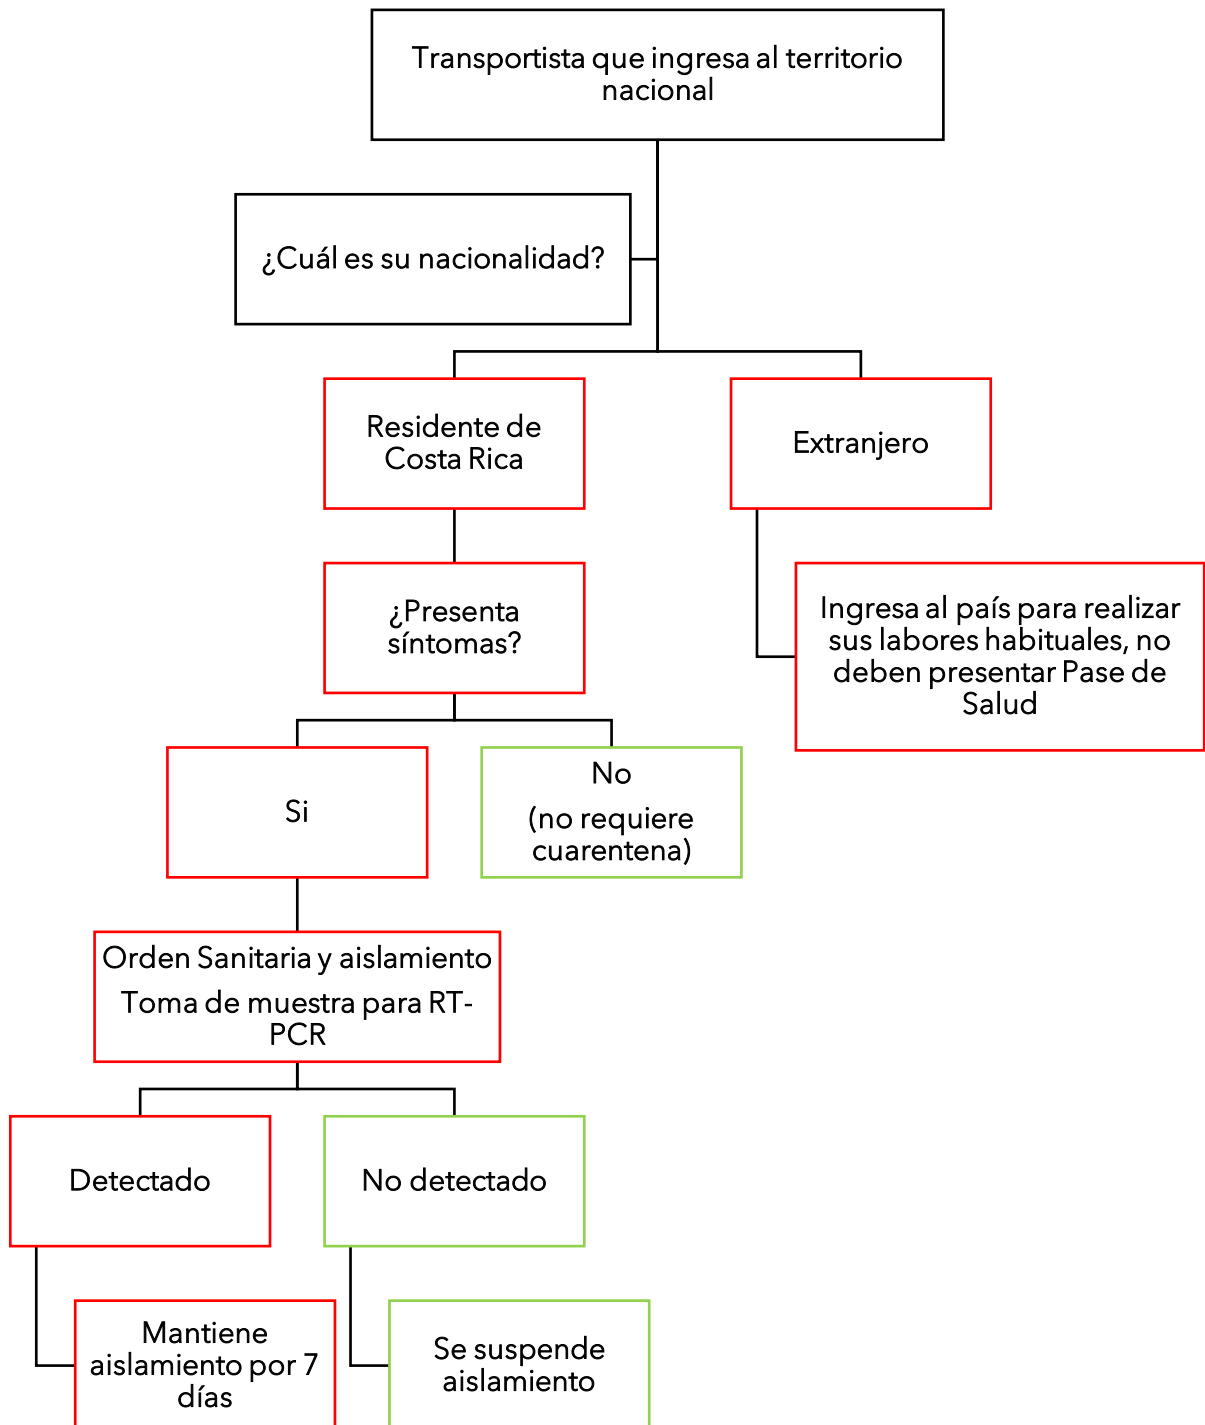 Transportista que ingresa al territorio
nacional
¿Cuál es su nacionalidad?
Residente de
Costa Rica
Extranjero
¿Presenta
síntomas?
Ingresa al país para realizar
sus labores habituales, no
deben presentar Pase de
Salud
Si
No
(no requiere
cuarentena)
Orden Sanitaria y aislamiento
Toma de muestra para RT-
PCR
Detectado
No detectado
Mantiene
aislamiento por 7
días
Se suspende
aislamiento